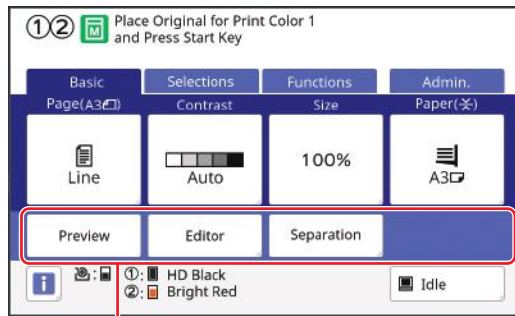 ①② M Place Original for Print Color 1
and Press Start Key
Basic Selections Functions Admin.
Page(A3) Contrast Size Paper(✳)
Line Auto 100% A3
Preview Editor Separation
i : ①: HD Black
②: Bright Red
Idle